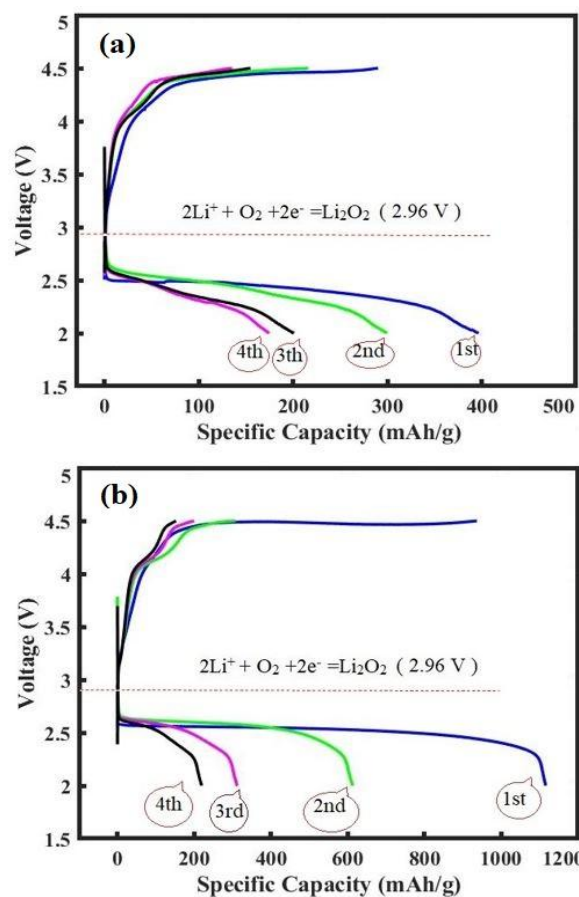 (a)
5
4.5
4
3.5
3
2.5
2
1.5
Voltage (V)
2Li⁺ + O₂ +2e⁻ =Li₂O₂ ( 2.96 V )
4th
3th
2nd
1st
0 100 200 300 400 500
Specific Capacity (mAh/g)
(b)
5
4.5
4
3.5
3
2.5
2
1.5
Voltage (V)
2Li⁺ + O₂ +2e⁻ =Li₂O₂ ( 2.96 V )
4th
3rd
2nd
1st
0 200 400 600 800 1000 1200
Specific Capacity (mAh/g)